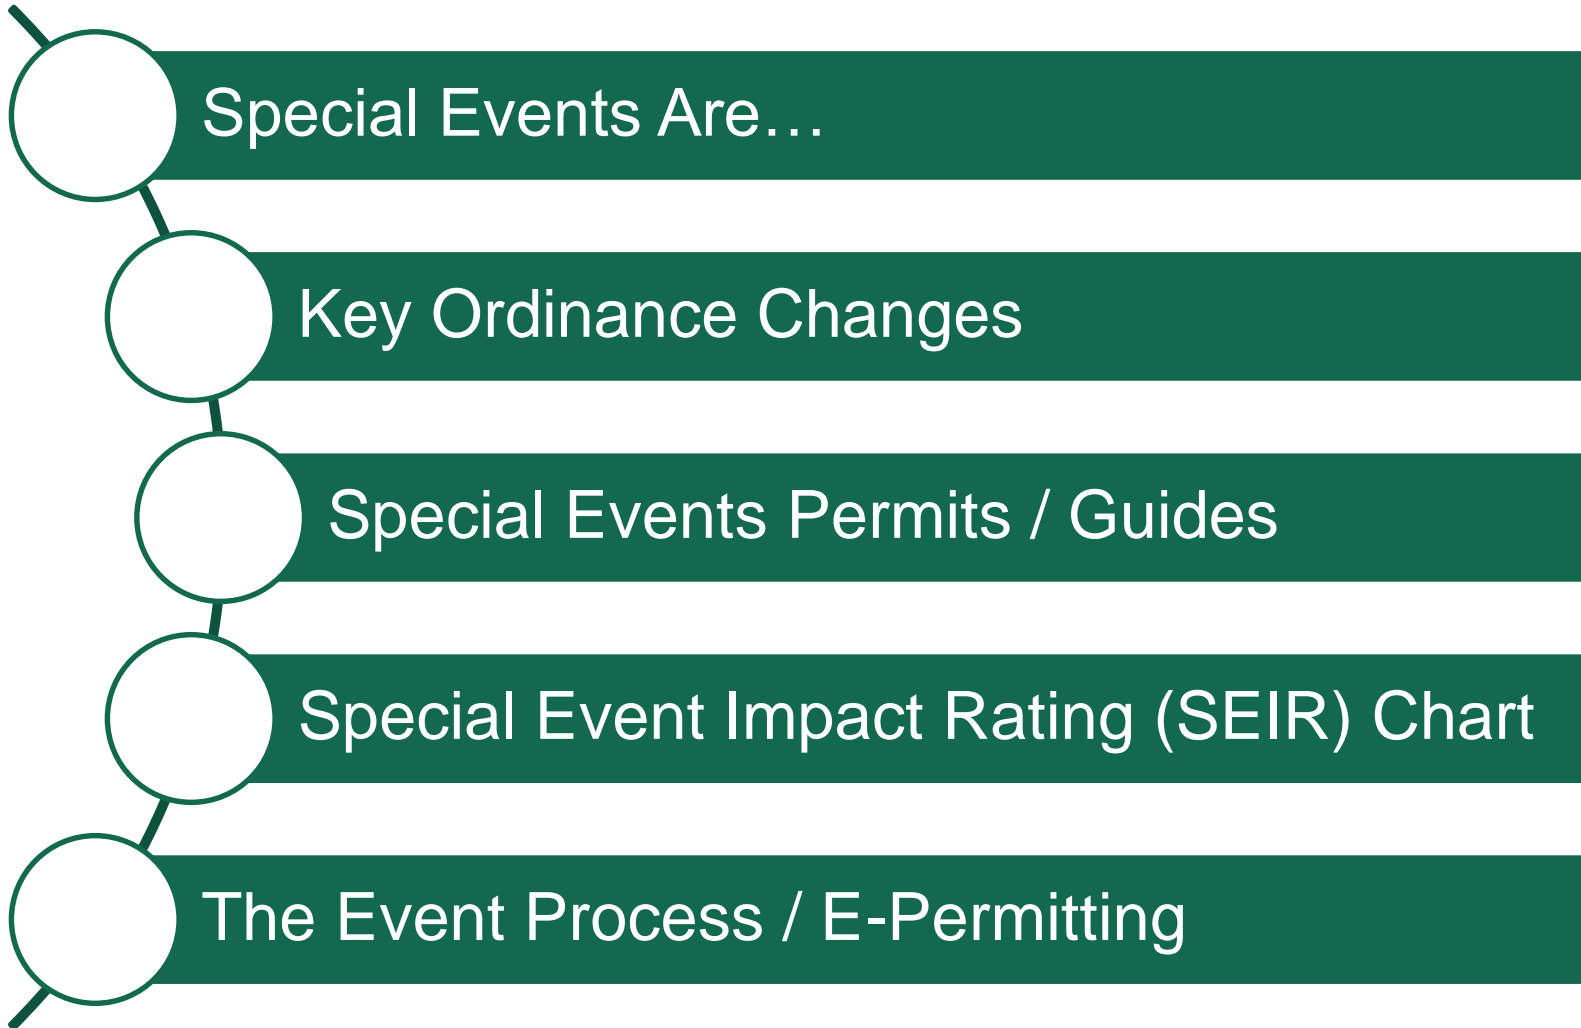 Special Events Are…
Key Ordinance Changes
Special Events Permits / Guides
Special Event Impact Rating (SEIR) Chart
The Event Process / E-Permitting